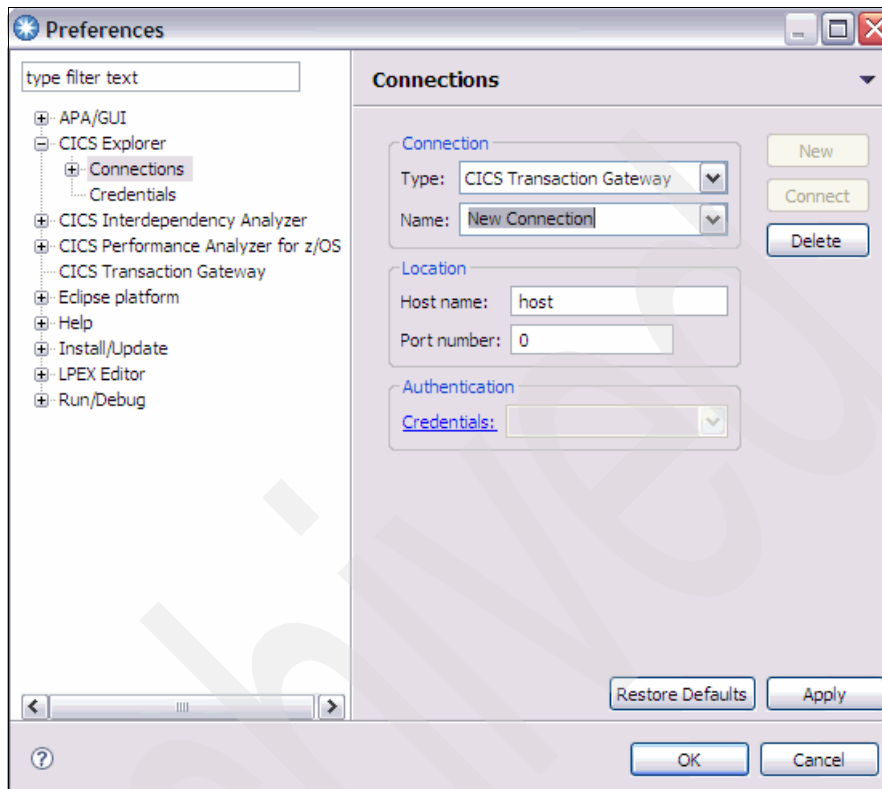 Preferences
type filter text
APA/GUI
CICS Explorer
Connections
Credentials
CICS Interdependency Analyzer
CICS Performance Analyzer for z/OS
CICS Transaction Gateway
Eclipse platform
Help
Install/Update
LPEX Editor
Run/Debug
Connections
Connection
Type: CICS Transaction Gateway
Name: New Connection
New
Connect
Delete
Location
Host name: host
Port number: 0
Authentication
Credentials:
Restore Defaults Apply
? OK Cancel